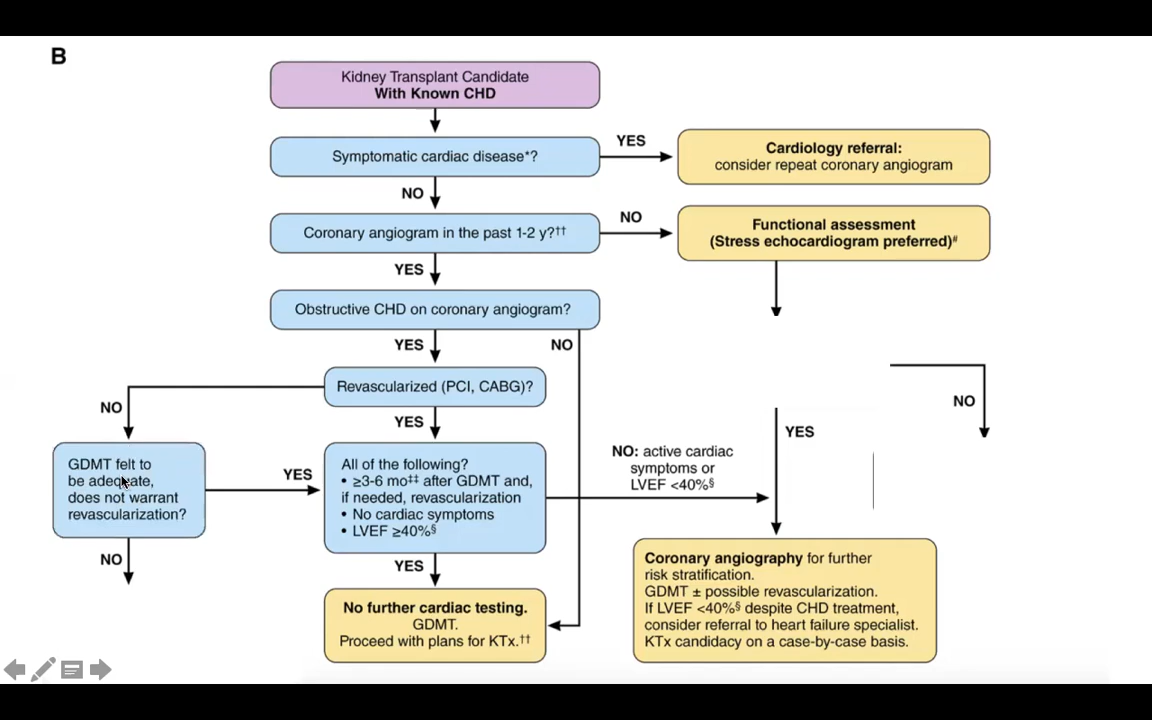 B
Kidney Transplant Candidate
With Known CHD
Symptomatic cardiac disease*?
YES
Cardiology referral:
consider repeat coronary angiogram
NO
Coronary angiogram in the past 1-2 y?††
NO
Functional assessment
(Stress echocardiogram preferred)#
YES
Obstructive CHD on coronary angiogram?
YES
NO
Revascularized (PCI, CABG)?
NO
NO
YES
YES
GDMT felt to
be adequate,
does not warrant
revascularization?
YES
All of the following?
• ≥3-6 mo‡‡ after GDMT and,
if needed, revascularization
• No cardiac symptoms
• LVEF ≥40%§
NO: active cardiac
symptoms or
LVEF <40%§
NO
YES
No further cardiac testing.
GDMT.
Proceed with plans for KTx.††
Coronary angiography for further
risk stratification.
GDMT ± possible revascularization.
If LVEF <40%§ despite CHD treatment,
consider referral to heart failure specialist.
KTx candidacy on a case-by-case basis.